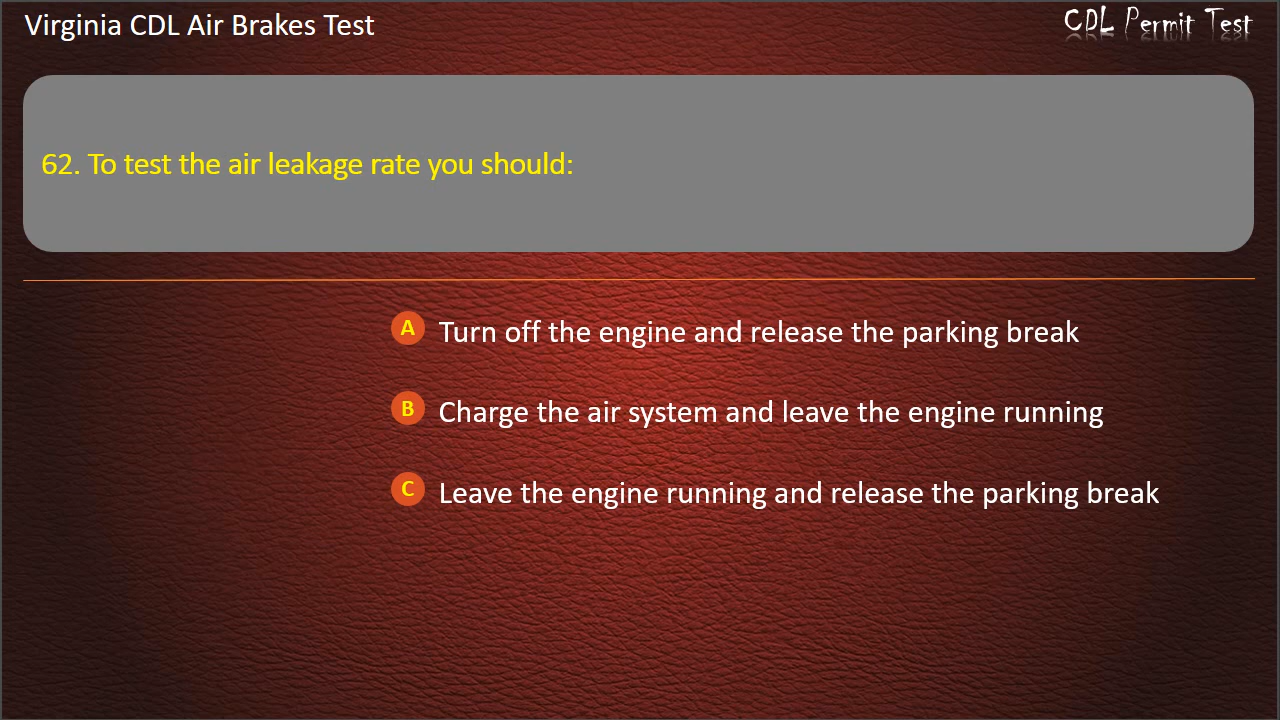 Virginia CDL Air Brakes Test
CDL Permit Test
62. To test the air leakage rate you should:
A Turn off the engine and release the parking break
B Charge the air system and leave the engine running
C Leave the engine running and release the parking break